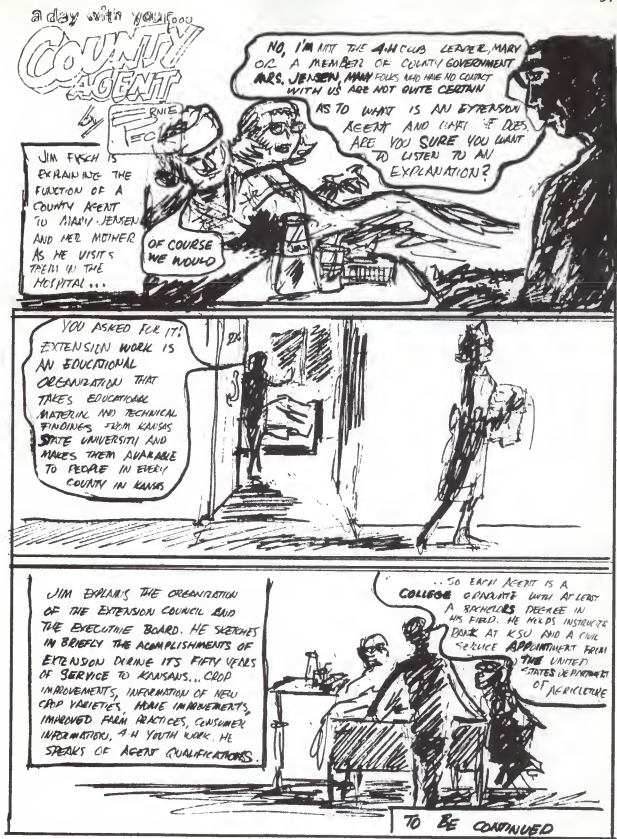 a day with your...
COUNTY
AGENT
by
ERNIE
JIM FYSCH IS
EXPLAINING THE
FUNCTION OF A
COUNTY AGENT
TO MARY JENSEN
AND HER MOTHER
AS HE VISITS
THEM IN THE
HOSPITAL...
OF COURSE
WE WOULD
NO, I'M NOT THE 4-H CLUB LEADER, MARY
OR A MEMBER OF COUNTY GOVERNMENT
MRS. JENSEN, MANY FOLKS WHO HAVE NO CONTACT
WITH US ARE NOT QUITE CERTAIN
AS TO WHAT IS AN EXTENSION
AGENT AND WHAT IT DOES
ARE YOU SURE YOU WANT
TO LISTEN TO AN
EXPLANATION?
YOU ASKED FOR IT!
EXTENSION WORK IS
AN EDUCATIONAL
ORGANIZATION THAT
TAKES EDUCATIONAL
MATERIAL AND TECHNICAL
FINDINGS FROM KANSAS
STATE UNIVERSITY AND
MAKES THEM AVAILABLE
TO PEOPLE IN EVERY
COUNTY IN KANSAS
JIM EXPLAINS THE ORGANIZATION
OF THE EXTENSION COUNCIL AND
THE EXECUTIVE BOARD. HE SKETCHES
IN BRIEFLY THE ACOMPLISHMENTS OF
EXTENSION DURING ITS FIFTY YEARS
OF SERVICE TO KANSANS... CROP
IMPROVEMENTS, INFORMATION OF NEW
CROP VARIETIES, HOME IMPROVEMENTS,
IMPROVED FARM PRACTICES, CONSUMER
INFORMATION, 4-H YOUTH WORK. HE
SPEAKS OF AGENT QUALIFICATIONS
..SO EACH AGENT IS A
COLLEGE GRADUATE WITH AT LEAST
A BACHELORS DEGREE IN
HIS FIELD. HE HOLDS INSTRUCTOR
RANK AT KSU AND A CIVIL
SERVICE APPOINTMENT FROM
THE UNITED
STATES DEPARTMENT
OF AGRICLTURE
TO BE CONTINUED